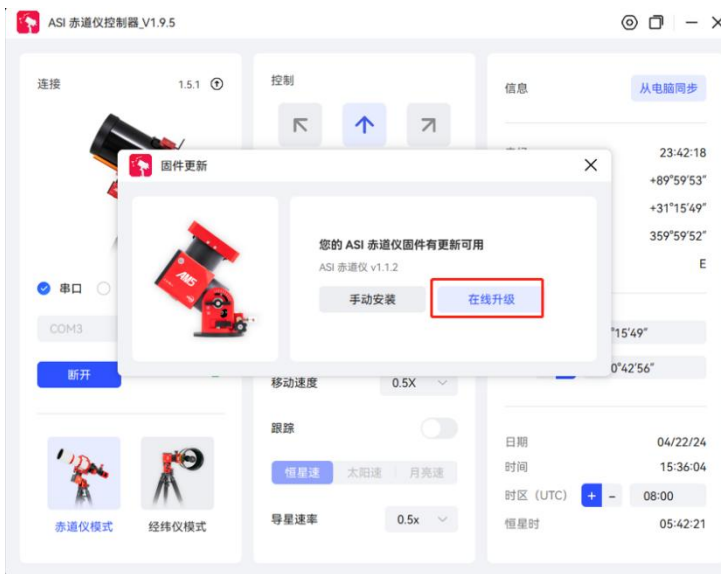 ASI 赤道仪控制器_V1.9.5
连接
1.5.1
控制
信息
从电脑同步
固件更新
23:42:18
+89°59′53″
+31°15′49″
359°59′52″
E
您的 ASI 赤道仪固件有更新可用
ASI 赤道仪 v1.1.2
手动安装
在线升级
AM5
串口
COM3
断开
°15′49″
0°42′56″
移动速度
0.5X
跟踪
恒星速
太阳速
月亮速
导星速率
0.5x
赤道仪模式
经纬仪模式
日期
04/22/24
时间
15:36:04
时区（UTC）
+
-
08:00
恒星时
05:42:21